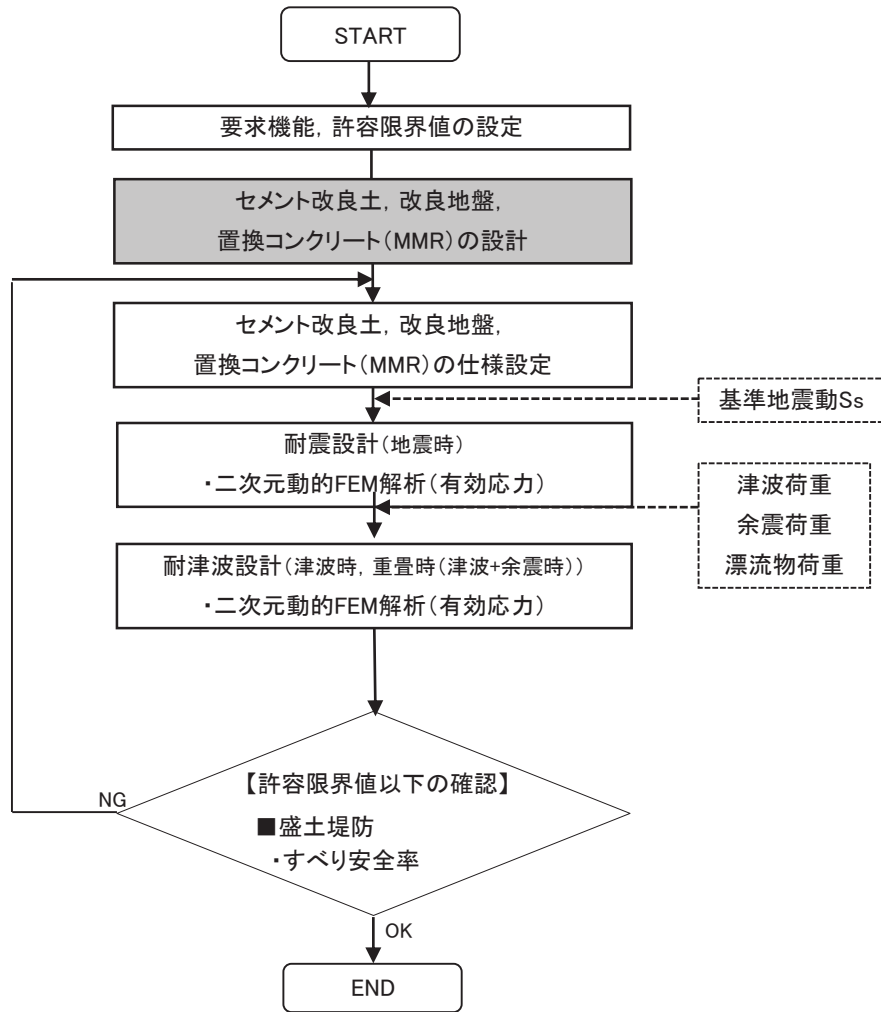 START
要求機能，許容限界値の設定
セメント改良土，改良地盤，
置換コンクリート（MMR）の設計
セメント改良土，改良地盤，
置換コンクリート（MMR）の仕様設定
基準地震動Ss
耐震設計（地震時）
・二次元動的FEM解析（有効応力）
津波荷重
余震荷重
漂流物荷重
耐津波設計（津波時，重畳時（津波+余震時））
・二次元動的FEM解析（有効応力）
【許容限界値以下の確認】
NG
■盛土堤防
・すべり安全率
OK
END